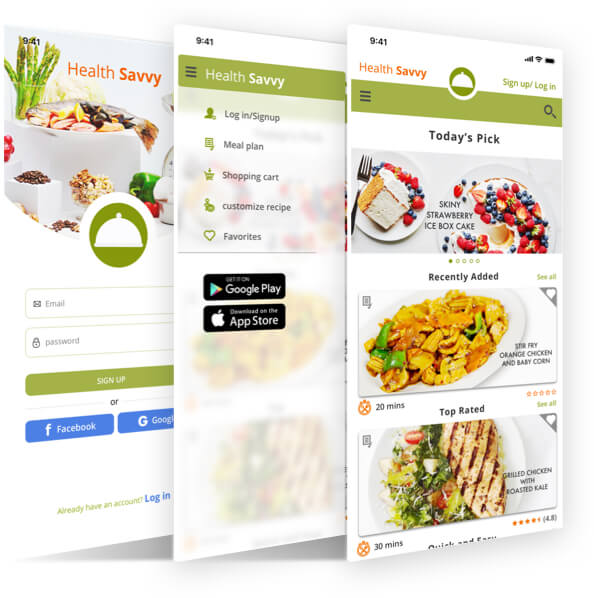 9:41
Health Savvy
Email
password
SIGN UP
or
Facebook
Google
Already have an account? Log in
9:41
Health Savvy
Log in/Signup
Meal plan
Shopping cart
customize recipe
Favorites
GET IT ON
Google Play
Download on the
App Store
9:41
Health Savvy
Sign up/ Log in
Today's Pick
SKINY
STRAWBERRY
ICE BOX CAKE
Recently Added
See all
STIR FRY
ORANGE CHICKEN
AND BABY CORN
20 mins
Top Rated
See all
GRILLED CHICKEN
WITH
ROASTED KALE
(4.8)
30 mins
Quick and Easy